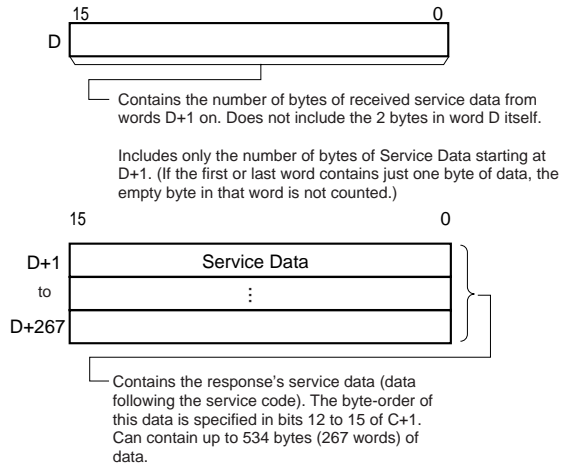 15 0
D
Contains the number of bytes of received service data from
words D+1 on. Does not include the 2 bytes in word D itself.
Includes only the number of bytes of Service Data starting at
D+1. (If the first or last word contains just one byte of data, the
empty byte in that word is not counted.)
15 0
D+1 Service Data
to ⋮
D+267
Contains the response's service data (data
following the service code). The byte-order of
this data is specified in bits 12 to 15 of C+1.
Can contain up to 534 bytes (267 words) of
data.